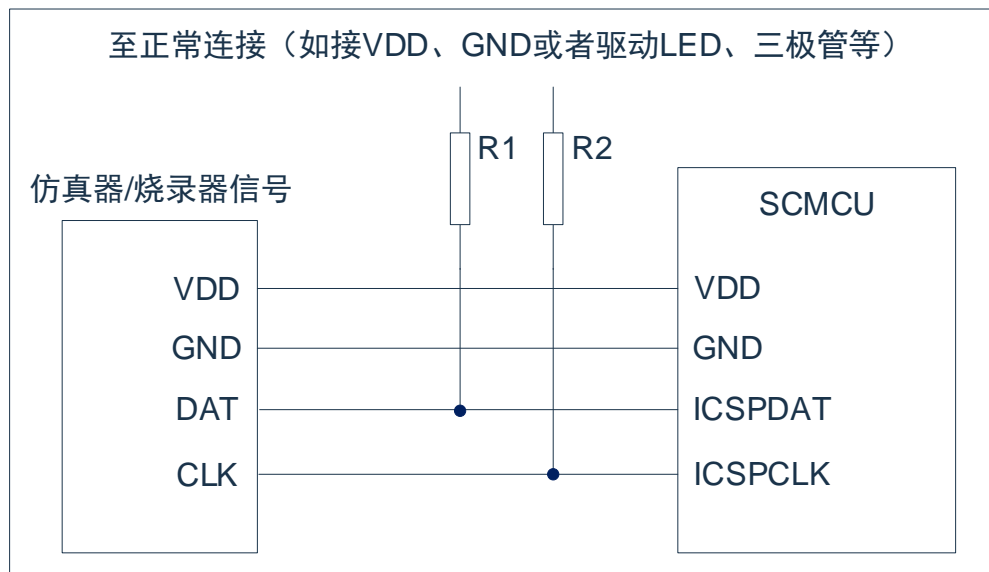 至正常连接（如接VDD、GND或者驱动LED、三极管等）
R1 R2
仿真器/烧录器信号
SCMCU
VDD VDD
GND GND
DAT ICSPDAT
CLK ICSPCLK